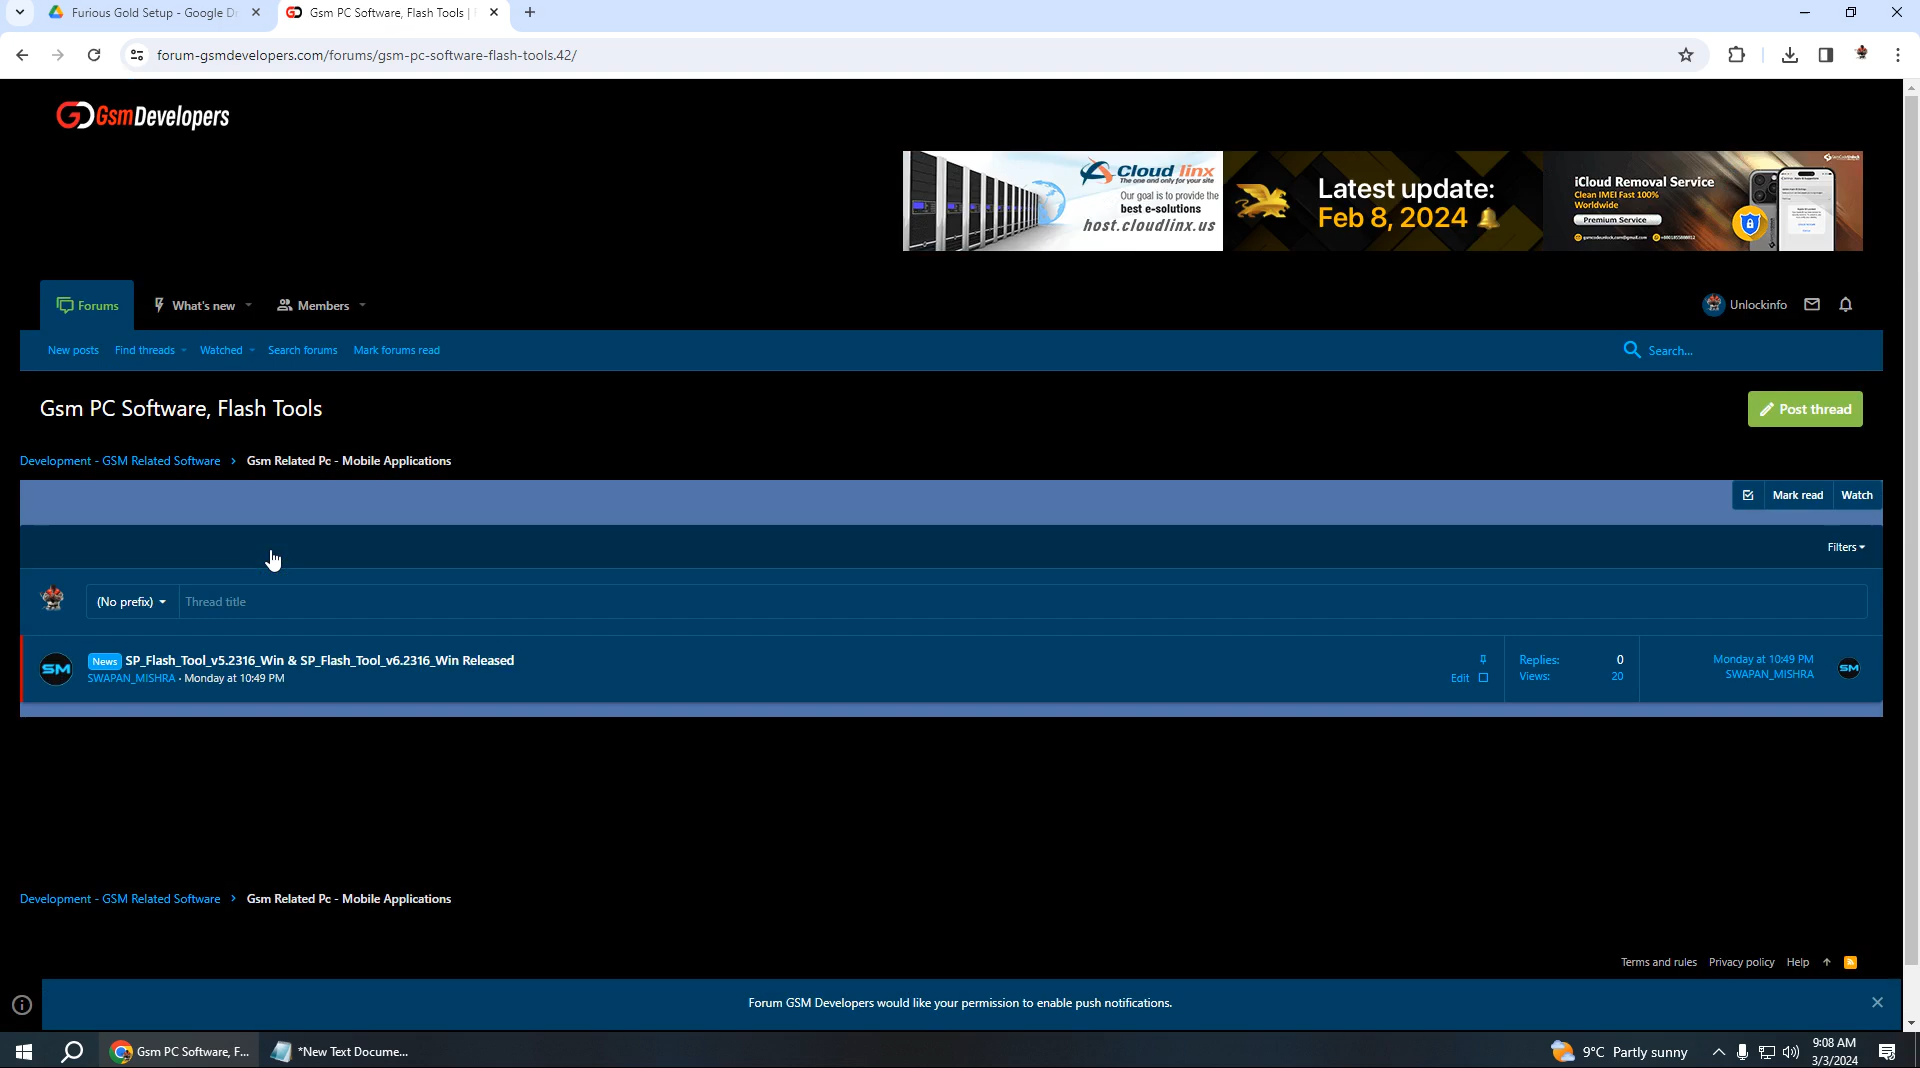 Furious Gold Setup - Google Dr
Gsm PC Software, Flash Tools |
forum-gsmdevelopers.com/forums/gsm-pc-software-flash-tools.42/
GsmDevelopers
Cloud linx
The one and only for your site
Our goal is to provide the
best e-solutions
host.cloudlinx.us
Latest update:
Feb 8, 2024
iCloud Removal Service
Clean IMEI Fast 100%
Worldwide
Premium Service
Forums
What's new
Members
Unlockinfo
New posts
Find threads
Watched
Search forums
Mark forums read
Search...
Gsm PC Software, Flash Tools
Post thread
Development - GSM Related Software
Gsm Related Pc - Mobile Applications
Mark read
Watch
Filters
(No prefix)
Thread title
SM
News
SP_Flash_Tool_v5.2316_Win & SP_Flash_Tool_v6.2316_Win Released
SWAPAN_MISHRA · Monday at 10:49 PM
Edit
Replies: 0
Views: 20
Monday at 10:49 PM
SWAPAN_MISHRA
SM
Development - GSM Related Software
Gsm Related Pc - Mobile Applications
Terms and rules
Privacy policy
Help
Forum GSM Developers would like your permission to enable push notifications.
Gsm PC Software, F...
*New Text Docume...
9°C Partly sunny
9:08 AM
3/3/2024